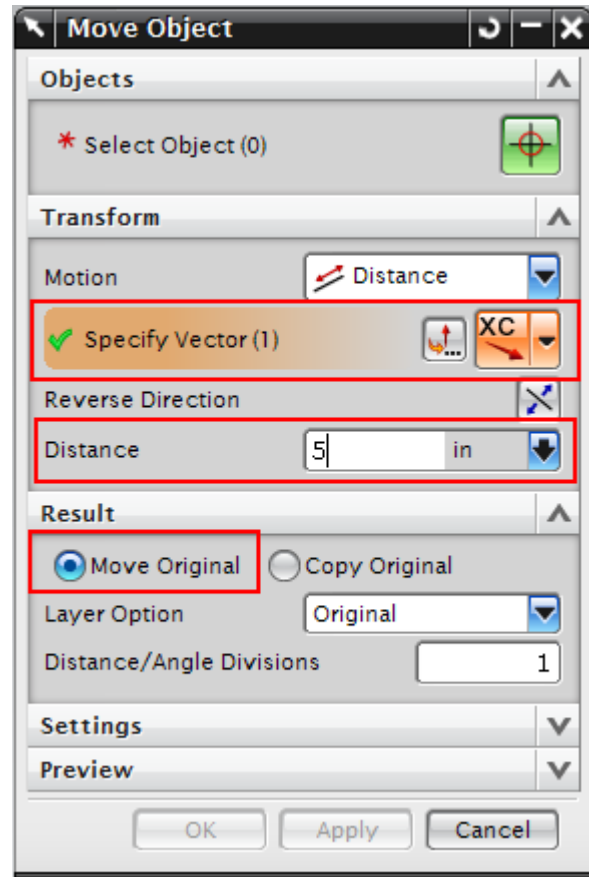 Move Object
Objects
* Select Object (0)
Transform
Motion Distance
Specify Vector (1) ... XC
Reverse Direction
Distance 5 in
Result
Move Original Copy Original
Layer Option Original
Distance/Angle Divisions 1
Settings
Preview
OK Apply Cancel